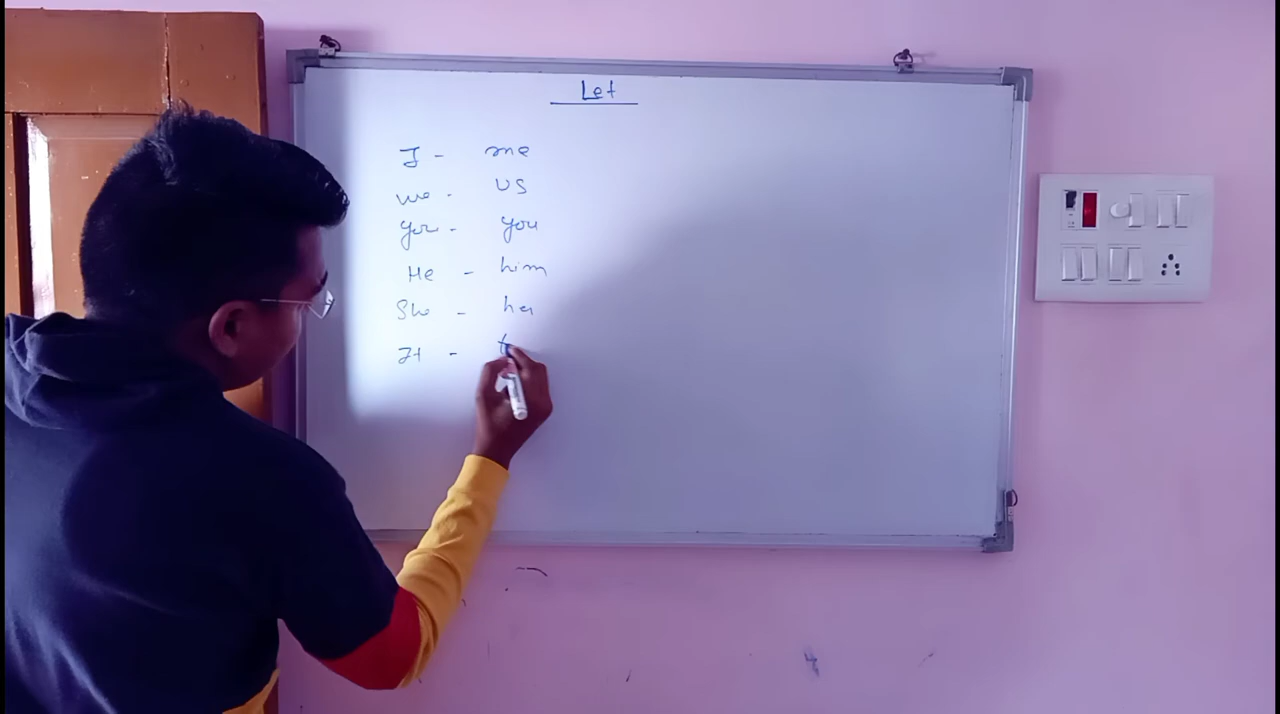 Let
I - me
we - us
you - you
He - him
She - her
It -